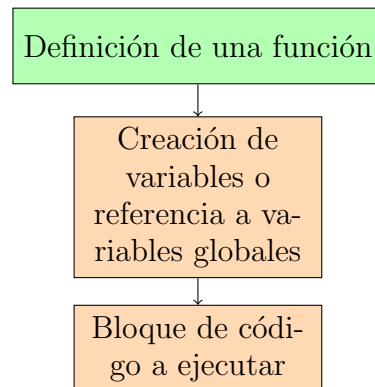 Definición de una función
Creación de
variables o
referencia a va-
riables globales
Bloque de códi-
go a ejecutar